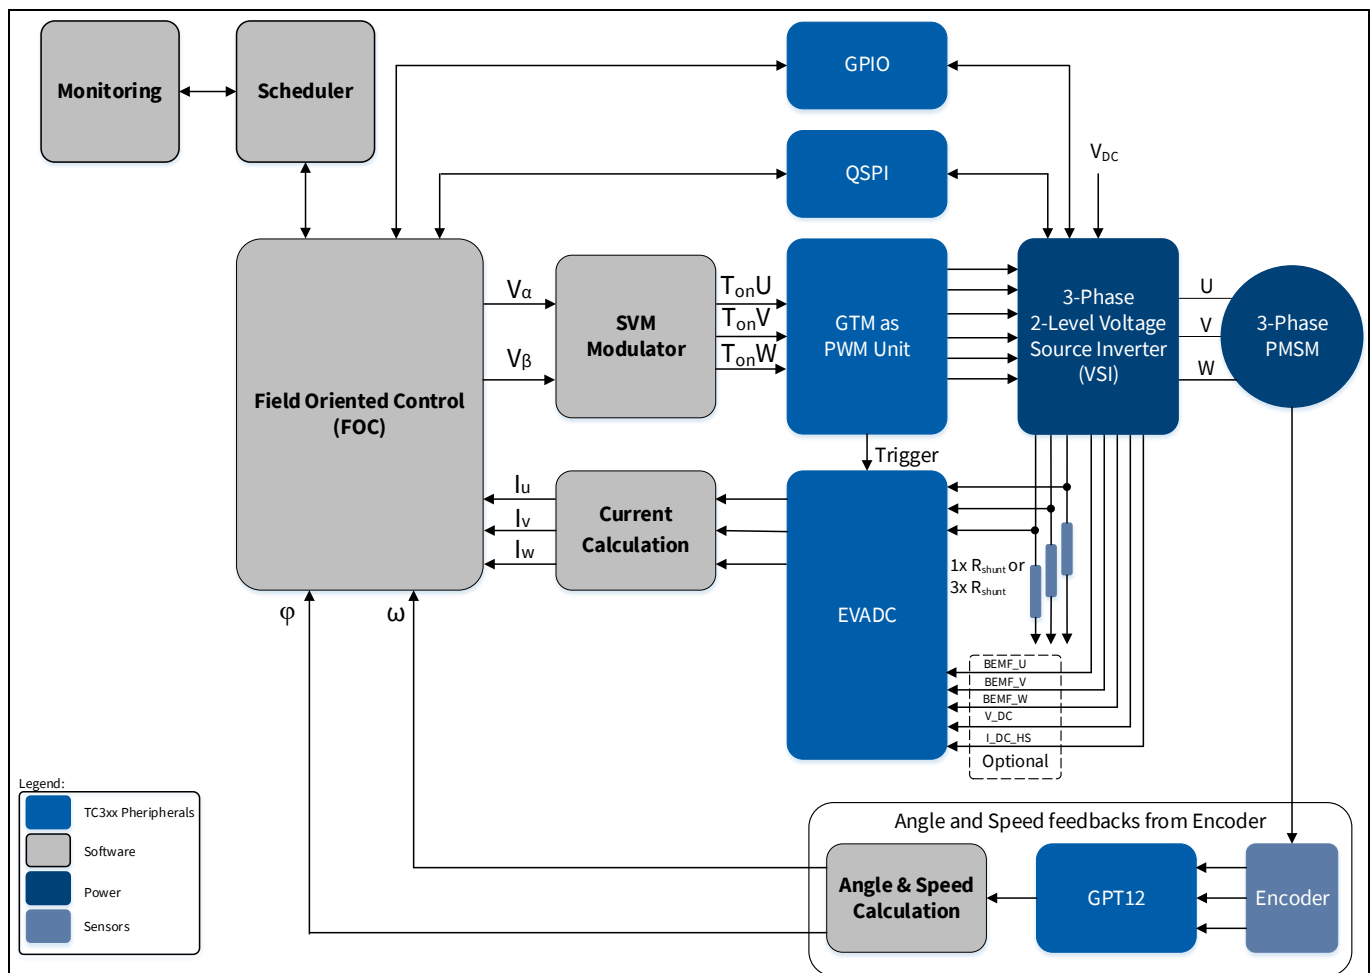 Monitoring
Scheduler
GPIO
QSPI
V_DC
Field Oriented Control
(FOC)
Vα
Vβ
SVM
Modulator
T_onU
T_onV
T_onW
GTM as
PWM Unit
3-Phase
2-Level Voltage
Source Inverter
(VSI)
U
V
W
3-Phase
PMSM
Trigger
Iu
Iv
Iw
Current
Calculation
EVADC
1x R_shunt or
3x R_shunt
BEMF_U
BEMF_V
BEMF_W
V_DC
I_DC_HS
Optional
φ
ω
Legend:
TC3xx Pheripherals
Software
Power
Sensors
Angle and Speed feedbacks from Encoder
Angle & Speed
Calculation
GPT12
Encoder